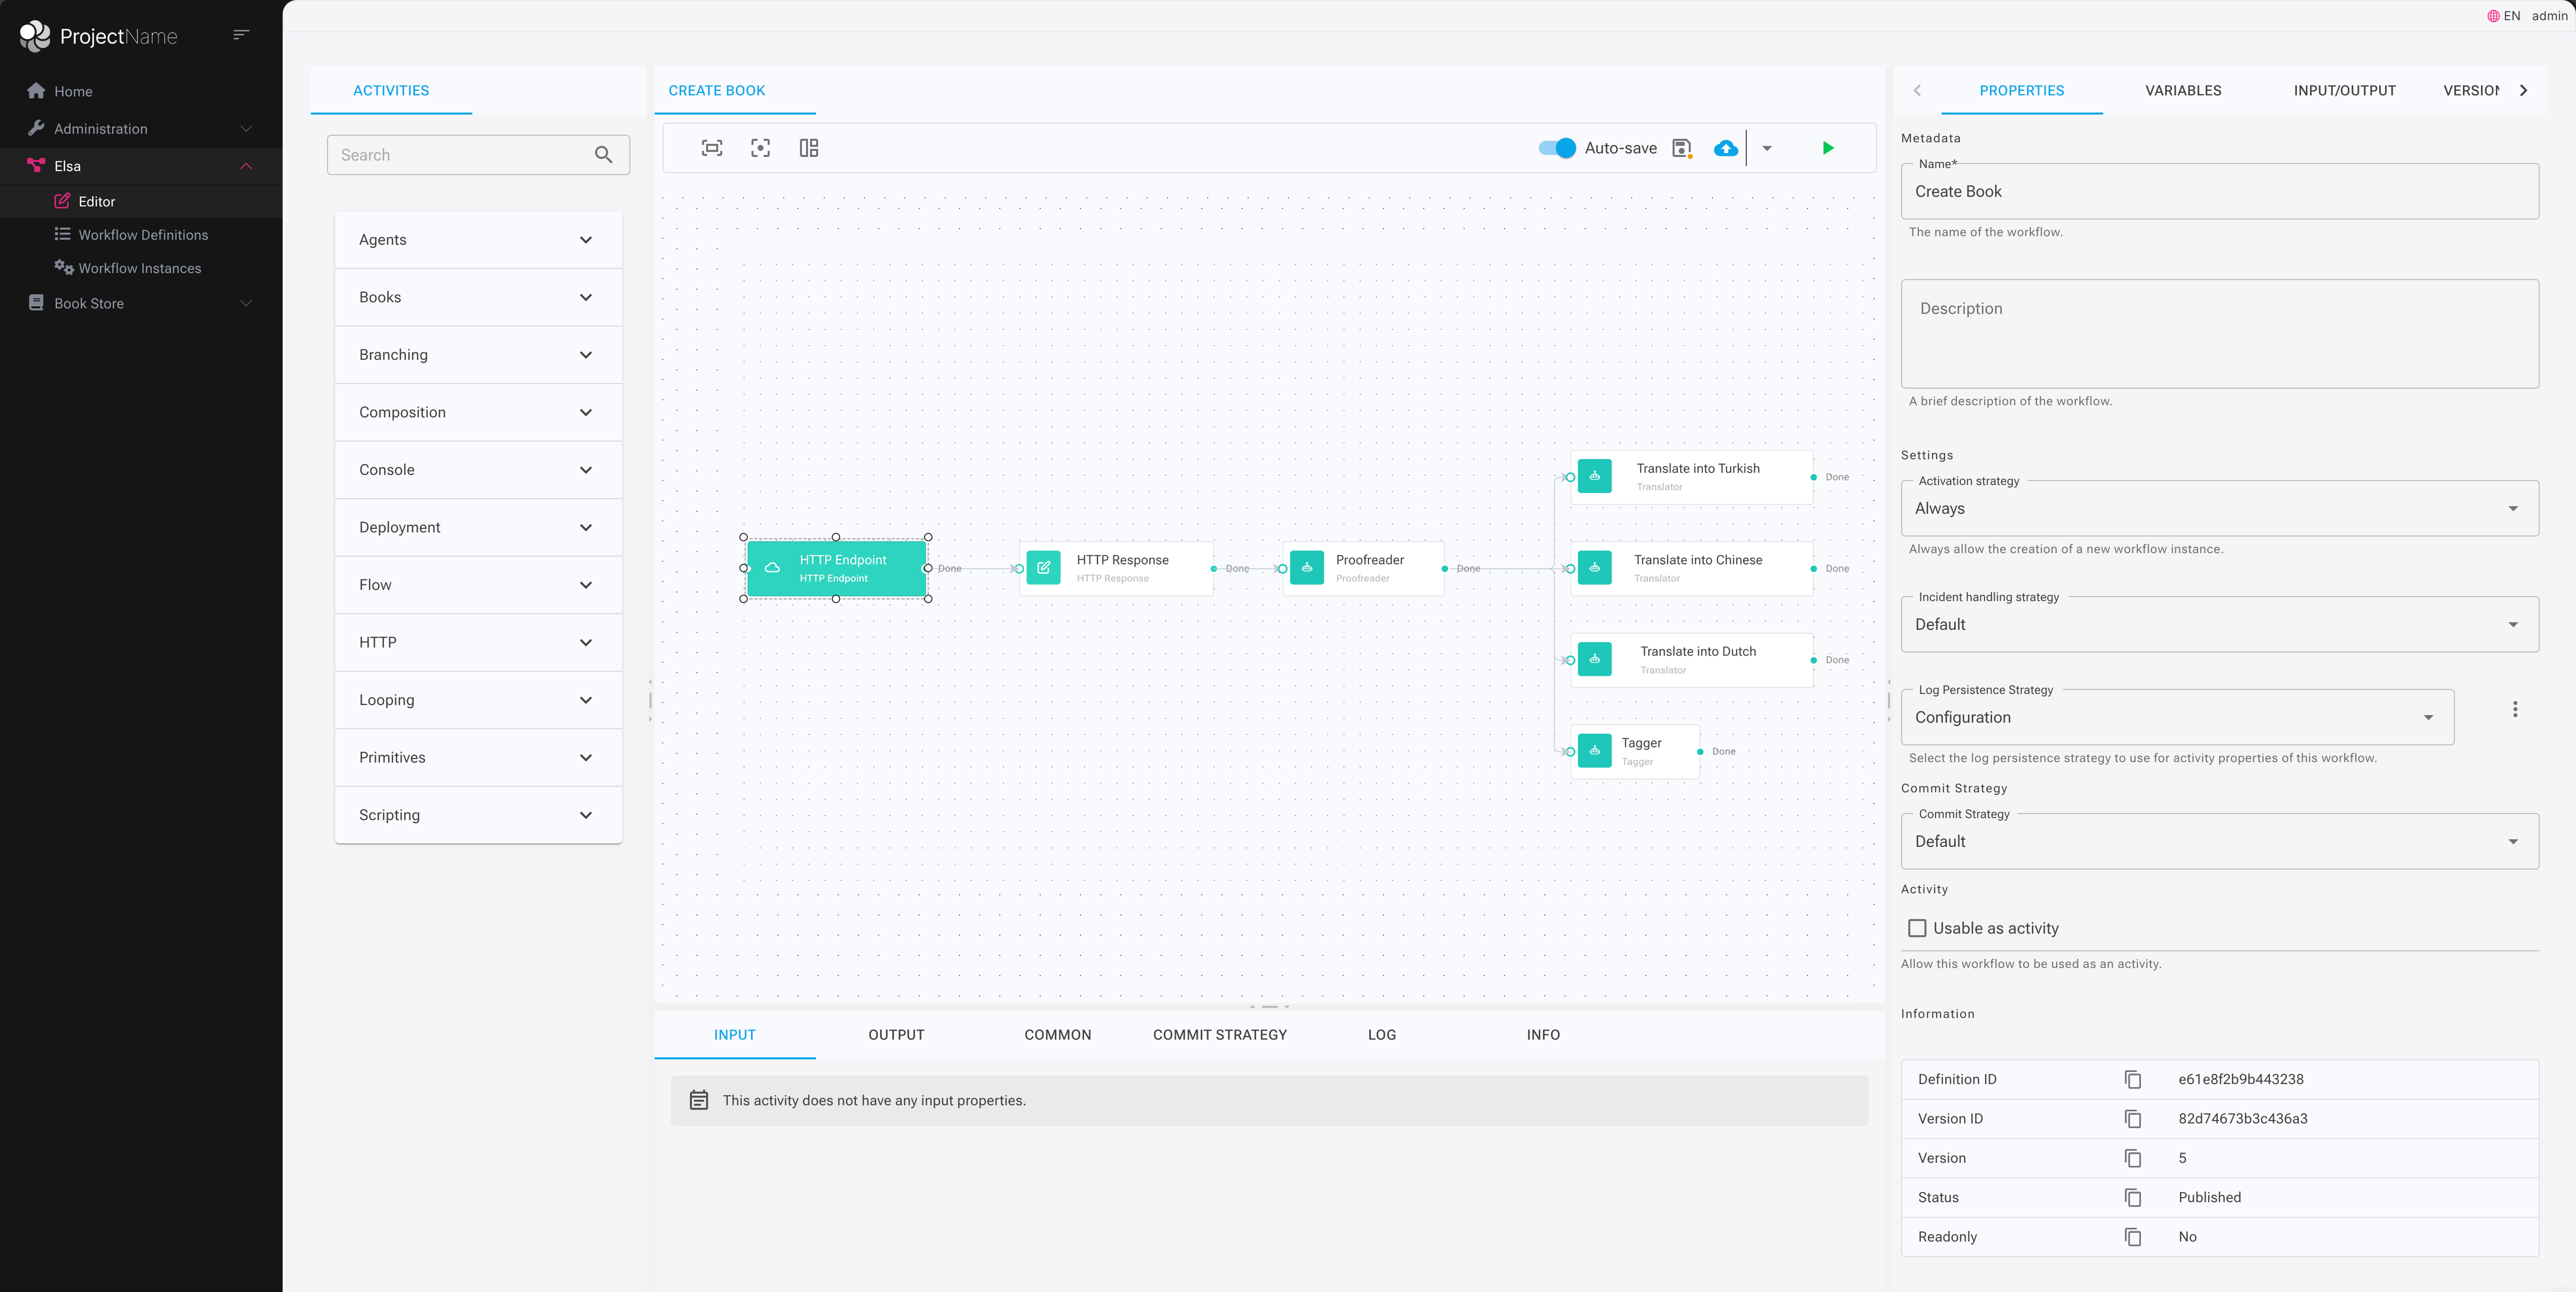 ProjectName
Home
Administration
Elsa
Editor
Workflow Definitions
Workflow Instances
Book Store
EN admin
ACTIVITIES
Search
Agents
Books
Branching
Composition
Console
Deployment
Flow
HTTP
Looping
Primitives
Scripting
CREATE BOOK
Auto-save
HTTP Endpoint
HTTP Endpoint
Done
HTTP Response
HTTP Response
Done
Proofreader
Proofreader
Done
Translate into Turkish
Translator
Done
Translate into Chinese
Translator
Done
Translate into Dutch
Translator
Done
Tagger
Tagger
Done
INPUT OUTPUT COMMON COMMIT STRATEGY LOG INFO
This activity does not have any input properties.
PROPERTIES VARIABLES INPUT/OUTPUT VERSION
Metadata
Name*
Create Book
The name of the workflow.
Description
A brief description of the workflow.
Settings
Activation strategy
Always
Always allow the creation of a new workflow instance.
Incident handling strategy
Default
Log Persistence Strategy
Configuration
Select the log persistence strategy to use for activity properties of this workflow.
Commit Strategy
Commit Strategy
Default
Activity
Usable as activity
Allow this workflow to be used as an activity.
Information
Definition ID e61e8f2b9b443238
Version ID 82d74673b3c436a3
Version 5
Status Published
Readonly No